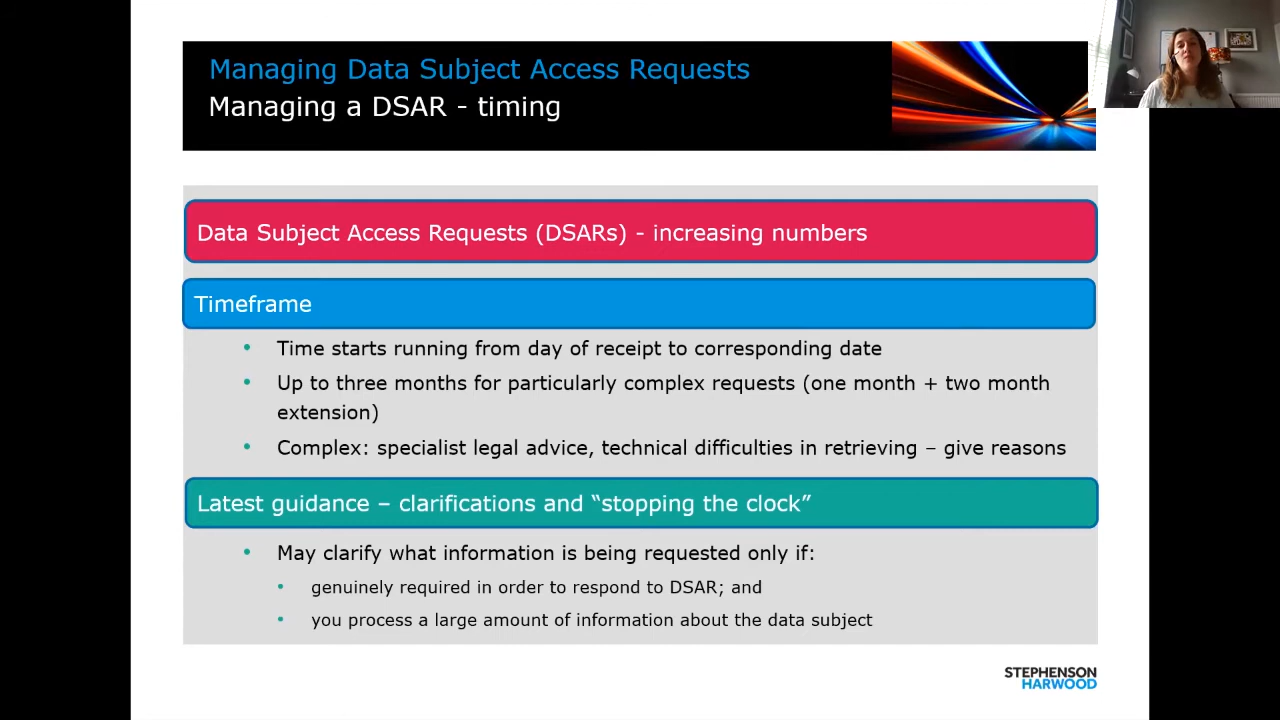 Managing Data Subject Access Requests
Managing a DSAR - timing
Data Subject Access Requests (DSARs) - increasing numbers
Timeframe
• Time starts running from day of receipt to corresponding date
• Up to three months for particularly complex requests (one month + two month
extension)
• Complex: specialist legal advice, technical difficulties in retrieving – give reasons
Latest guidance – clarifications and “stopping the clock”
• May clarify what information is being requested only if:
• genuinely required in order to respond to DSAR; and
• you process a large amount of information about the data subject
STEPHENSON
HARWOOD